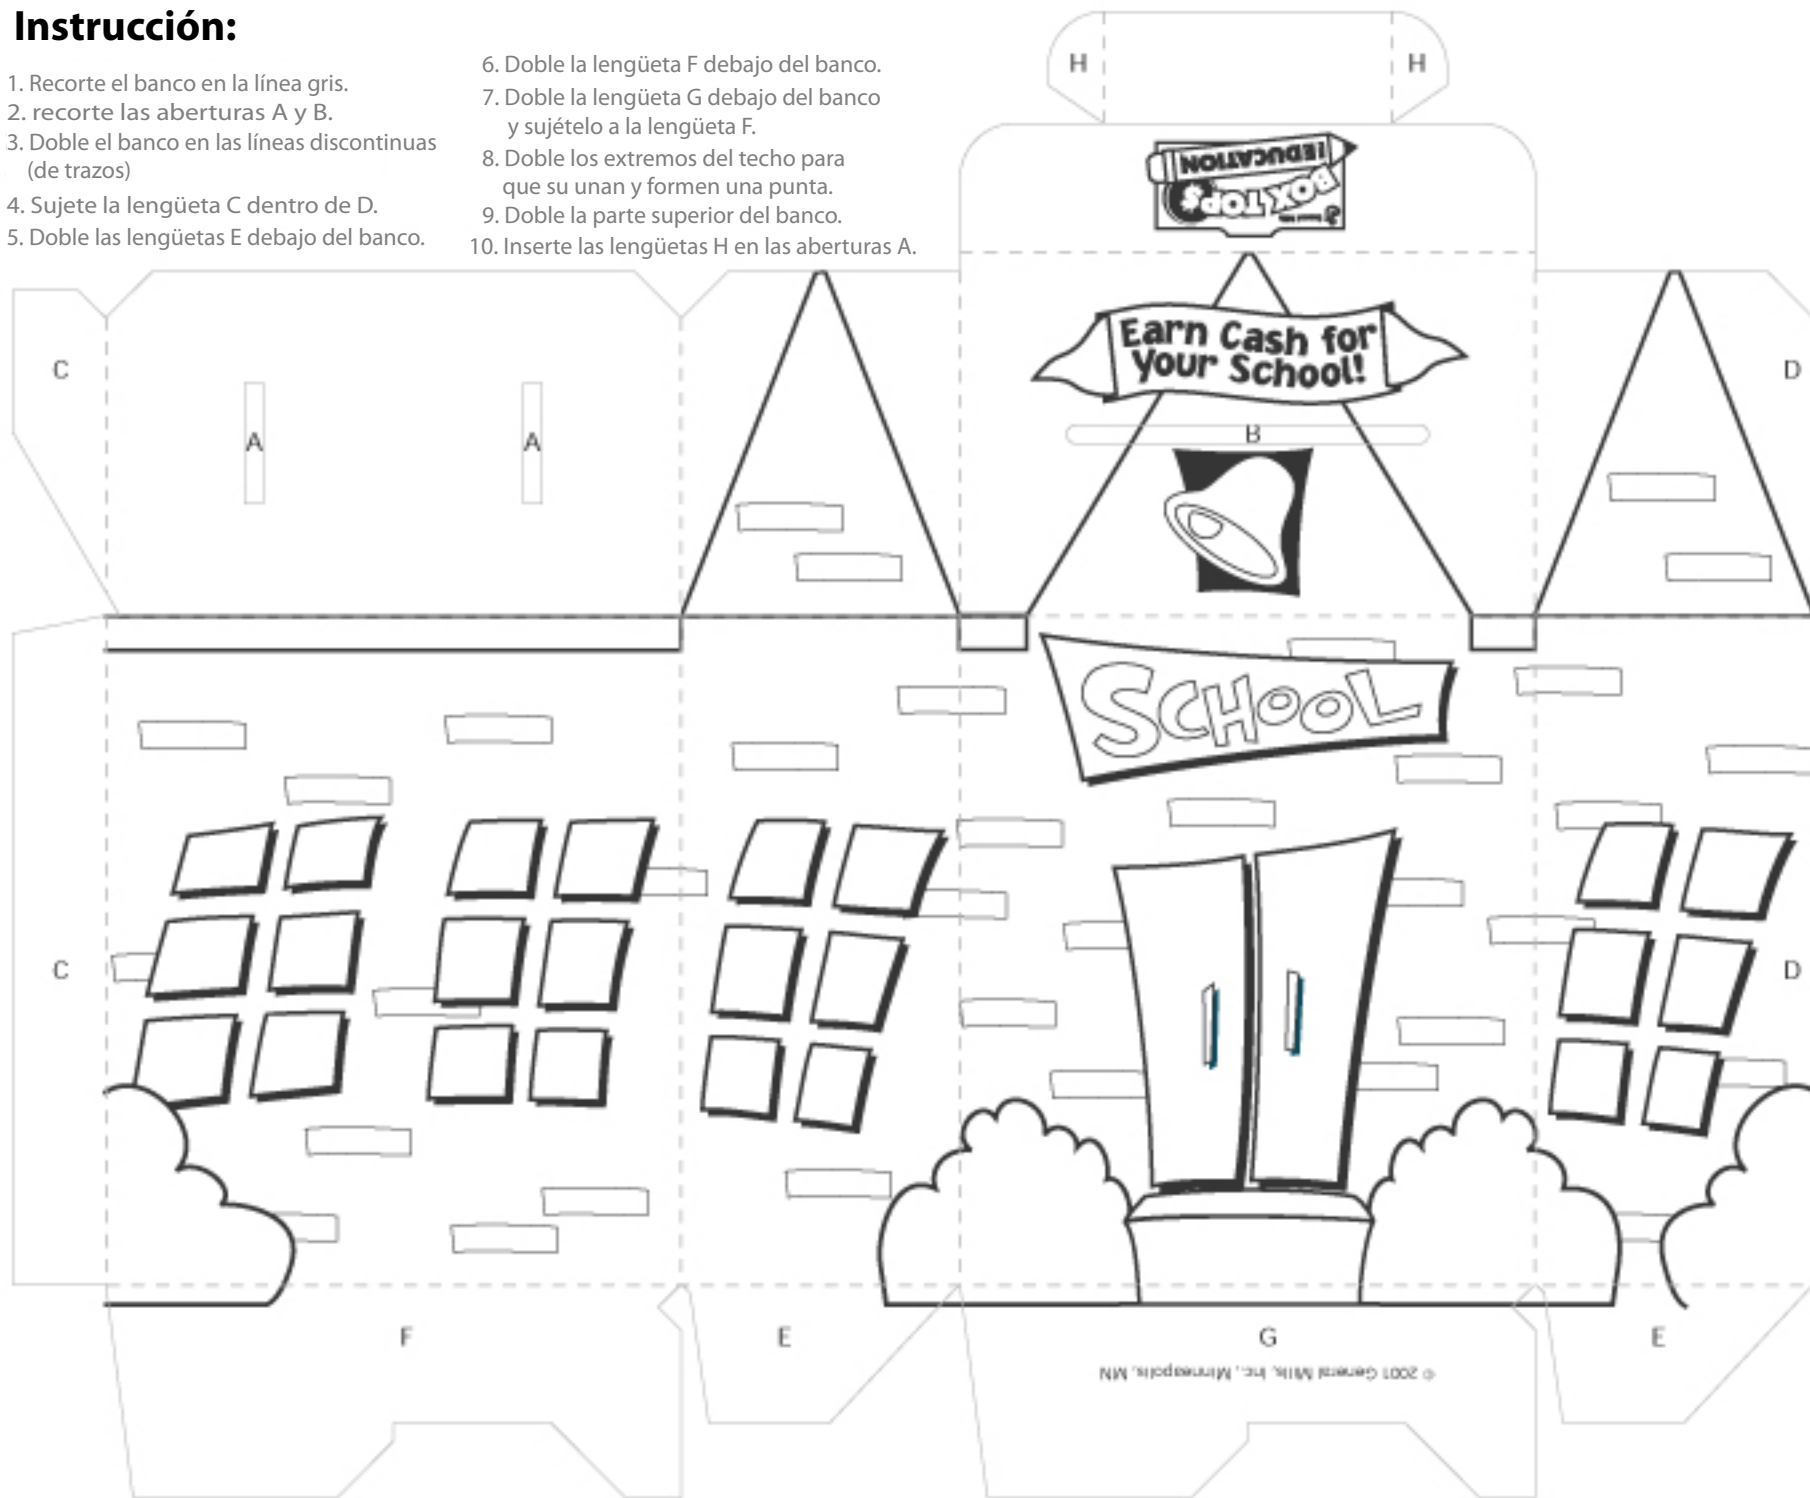 Instrucción:
1. Recorte el banco en la línea gris.
2. recorte las aberturas A y B.
3. Doble el banco en las líneas discontinuas
(de trazos)
4. Sujete la lengüeta C dentro de D.
5. Doble las lengüetas E debajo del banco.
6. Doble la lengüeta F debajo del banco.
7. Doble la lengüeta G debajo del banco
y sujételo a la lengüeta F.
8. Doble los extremos del techo para
que su unan y formen una punta.
9. Doble la parte superior del banco.
10. Inserte las lengüetas H en las aberturas A.
H
H
BOX TOPS
EDUCATION
Earn Cash for
Your School!
C
A
A
B
D
SCHOOL
C
D
F
E
G
E
© 2001 General Mills, Inc., Minneapolis, MN